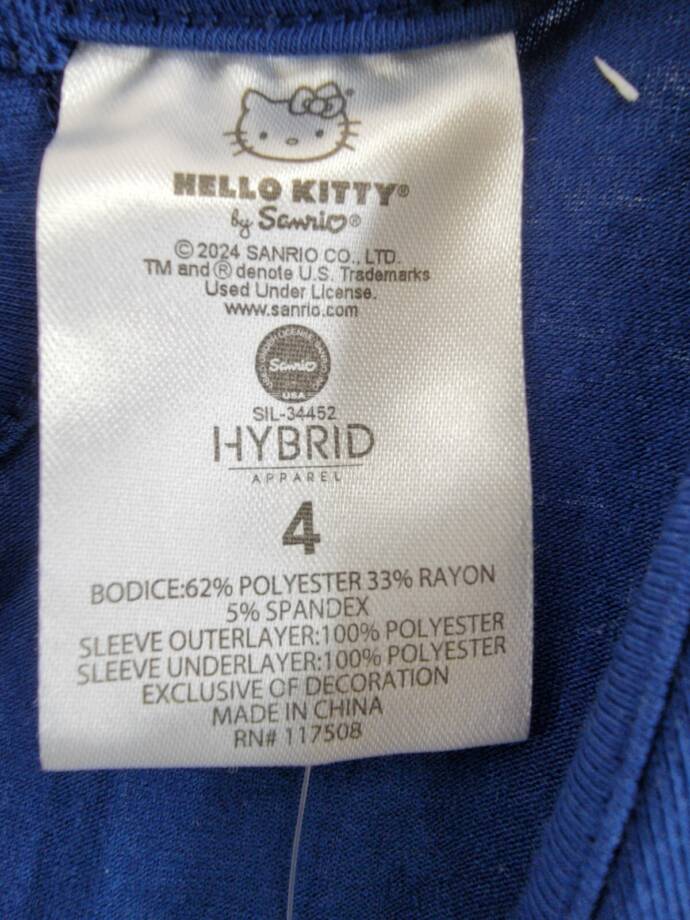 HELLO KITTY®
by Sanrio®
© 2024 SANRIO CO., LTD.
TM and ® denote U.S. Trademarks
Used Under License.
www.sanrio.com
Sanrio
USA
SIL-34452
HYBRID
APPAREL
4
BODICE:62% POLYESTER 33% RAYON
5% SPANDEX
SLEEVE OUTERLAYER:100% POLYESTER
SLEEVE UNDERLAYER:100% POLYESTER
EXCLUSIVE OF DECORATION
MADE IN CHINA
RN# 117508